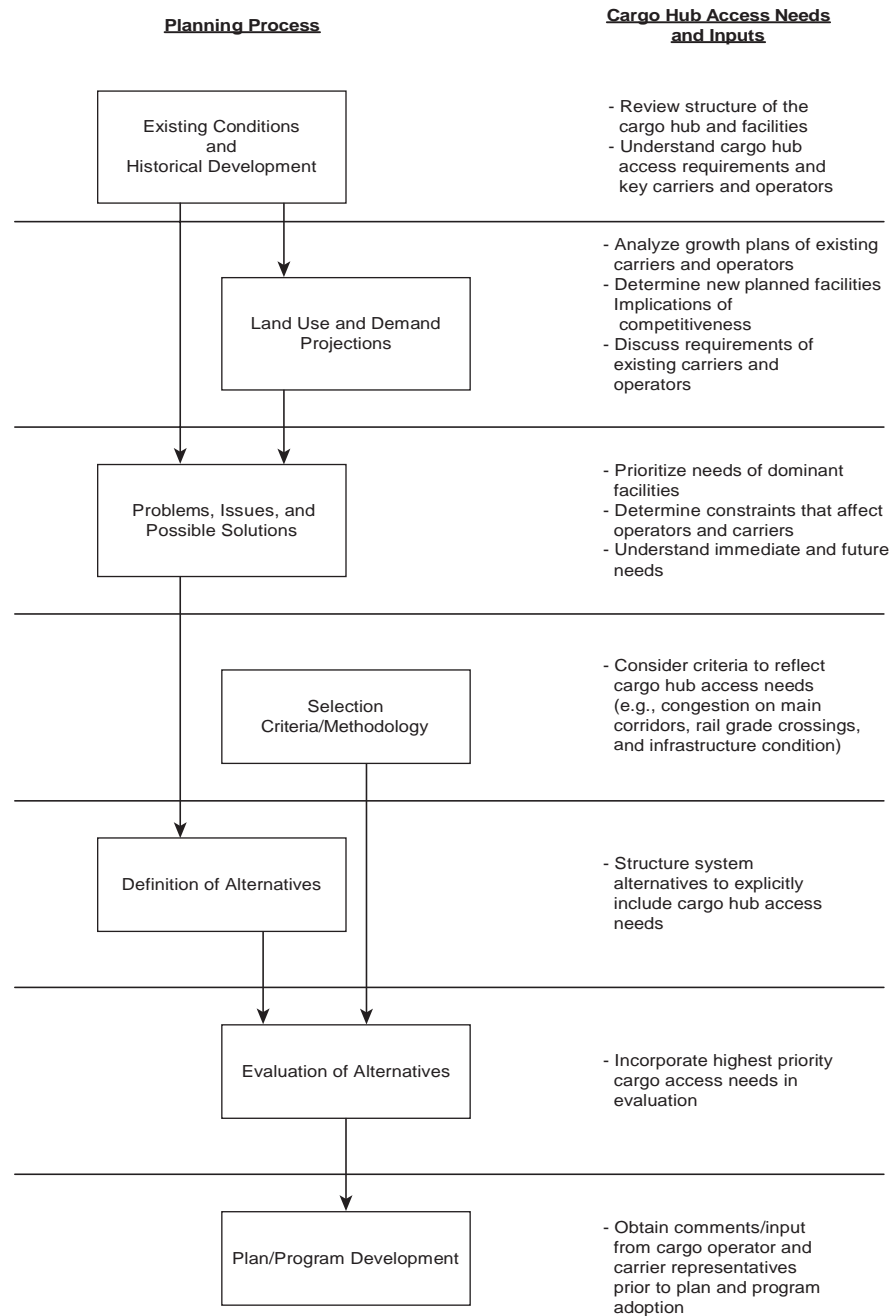 Planning Process
Cargo Hub Access Needs
and Inputs
Existing Conditions
and
Historical Development
- Review structure of the
cargo hub and facilities
- Understand cargo hub
access requirements and
key carriers and operators
Land Use and Demand
Projections
- Analyze growth plans of existing
carriers and operators
- Determine new planned facilities
Implications of
competitiveness
- Discuss requirements of
existing carriers and
operators
Problems, Issues, and
Possible Solutions
- Prioritize needs of dominant
facilities
- Determine constraints that affect
operators and carriers
- Understand immediate and future
needs
Selection
Criteria/Methodology
- Consider criteria to reflect
cargo hub access needs
(e.g., congestion on main
corridors, rail grade crossings,
and infrastructure condition)
Definition of Alternatives
- Structure system
alternatives to explicitly
include cargo hub access
needs
Evaluation of Alternatives
- Incorporate highest priority
cargo access needs in
evaluation
Plan/Program Development
- Obtain comments/input
from cargo operator and
carrier representatives
prior to plan and program
adoption